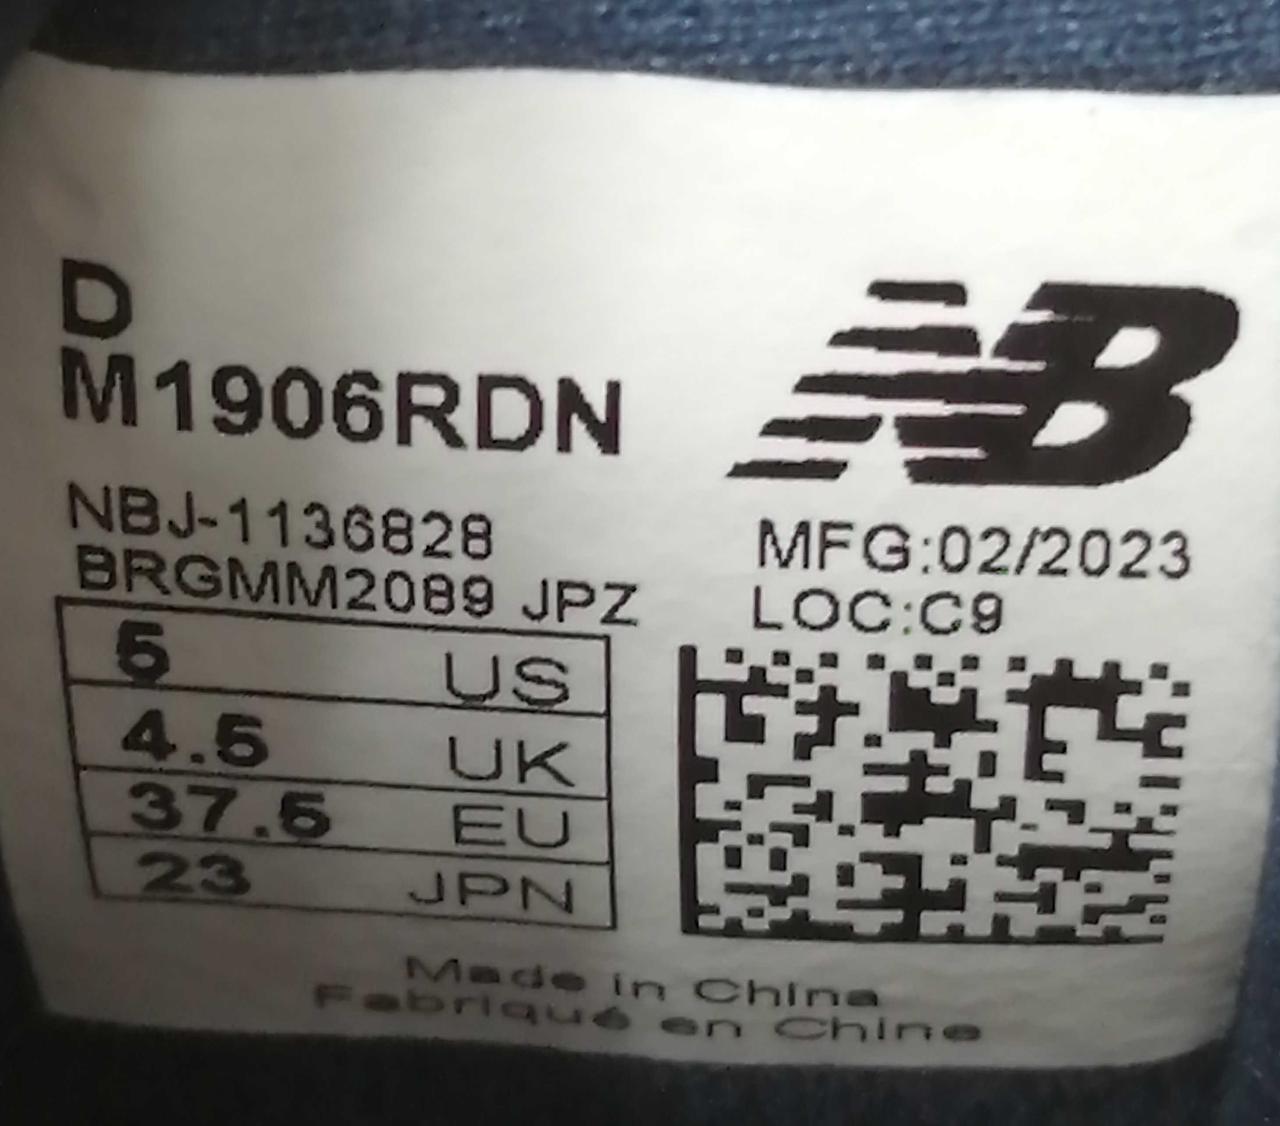 D
M1906RDN
NB
NBJ-1136828
BRGMM2089 JPZ
MFG:02/2023
LOC:C9
5 US
4.5 UK
37.5 EU
23 JPN
Made in China
Fabriqué en Chine